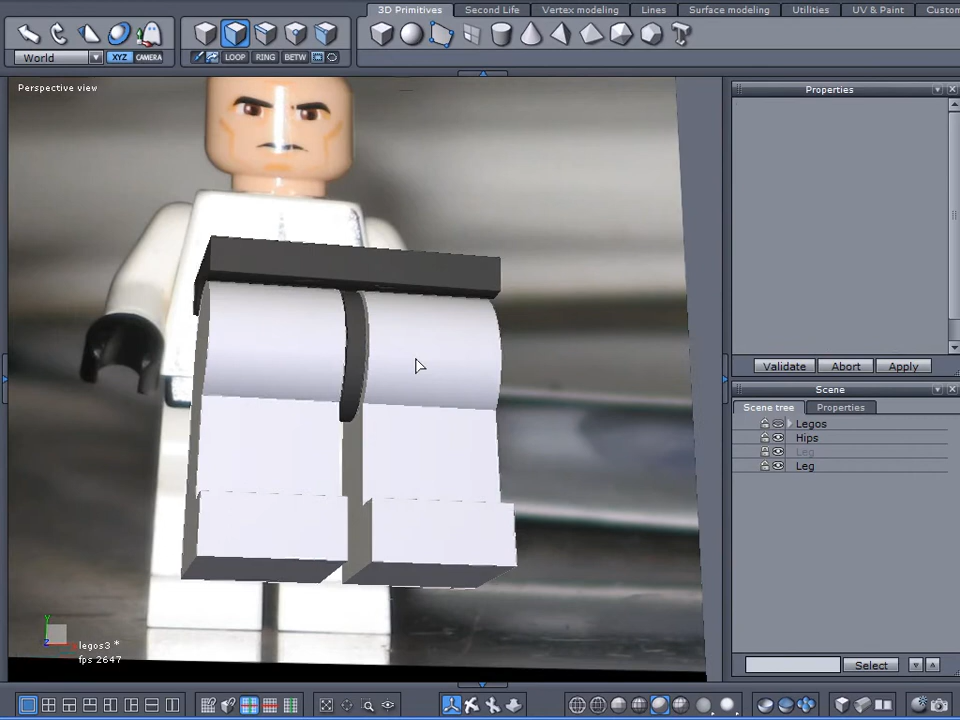 3D Primitives Second Life Vertex modeling Lines Surface modeling Utilities UV & Paint Custom
World XYZ CAMERA LOOP RING BETW
Perspective view
Properties
Validate Abort Apply
Scene
Scene tree Properties
Legos
Hips
Leg
Leg
Y
legos3 *
fps 2647
Select